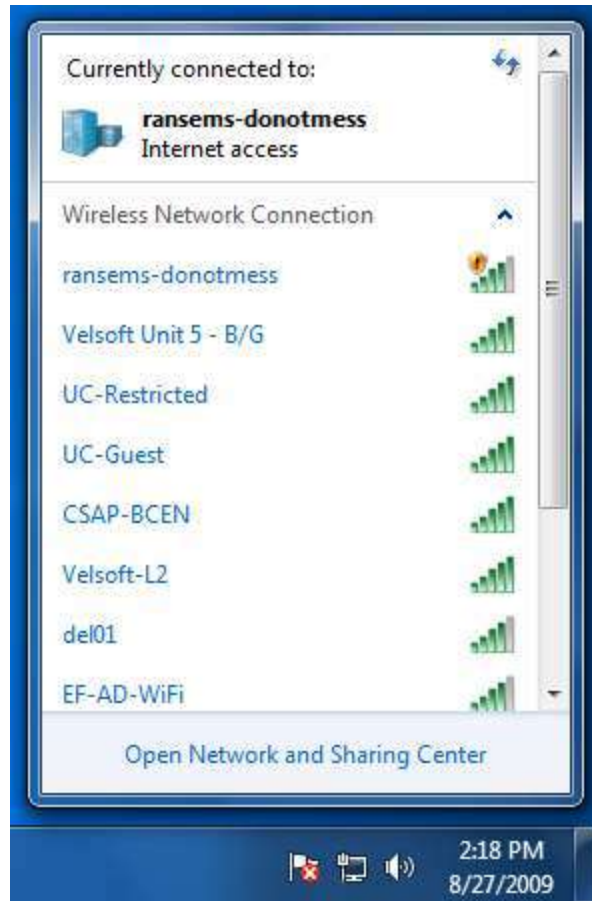 Currently connected to:
ransems-donotmess
Internet access
Wireless Network Connection
ransems-donotmess
Velsoft Unit 5 - B/G
UC-Restricted
UC-Guest
CSAP-BCEN
Velsoft-L2
del01
EF-AD-WiFi
Open Network and Sharing Center
2:18 PM
8/27/2009